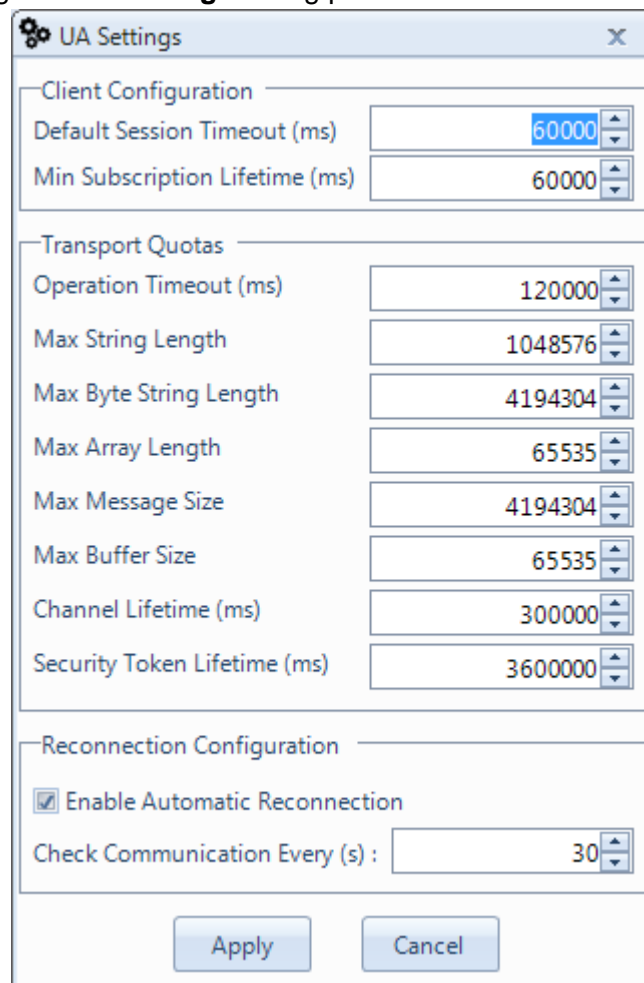 UA Settings
Client Configuration
Default Session Timeout (ms) 60000
Min Subscription Lifetime (ms) 60000
Transport Quotas
Operation Timeout (ms) 120000
Max String Length 1048576
Max Byte String Length 4194304
Max Array Length 65535
Max Message Size 4194304
Max Buffer Size 65535
Channel Lifetime (ms) 300000
Security Token Lifetime (ms) 3600000
Reconnection Configuration
Enable Automatic Reconnection
Check Communication Every (s) : 30
Apply Cancel